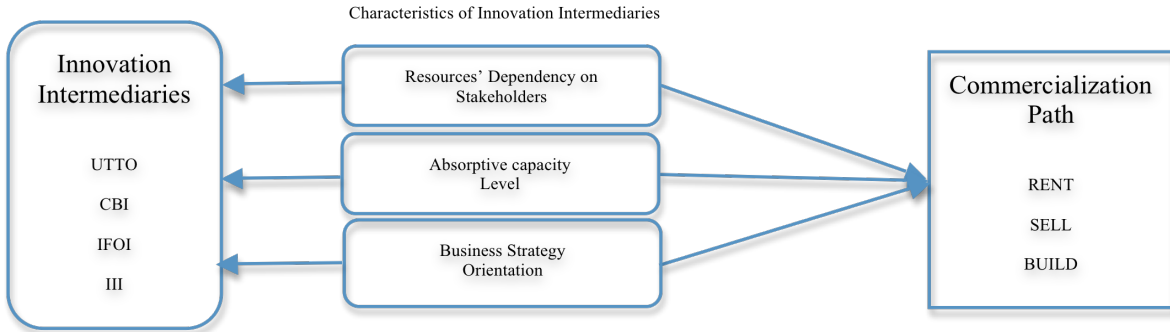 Characteristics of Innovation Intermediaries
Innovation
Intermediaries
UTTO
CBI
IFOI
III
Resources’ Dependency on
Stakeholders
Absorptive capacity
Level
Business Strategy
Orientation
Commercialization
Path
RENT
SELL
BUILD